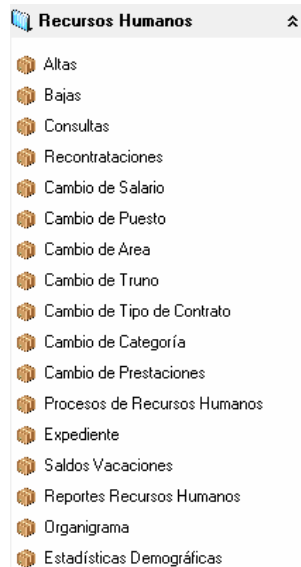 Recursos Humanos
Altas
Bajas
Consultas
Recontrataciones
Cambio de Salario
Cambio de Puesto
Cambio de Area
Cambio de Truno
Cambio de Tipo de Contrato
Cambio de Categoría
Cambio de Prestaciones
Procesos de Recursos Humanos
Expediente
Saldos Vacaciones
Reportes Recursos Humanos
Organigrama
Estadísticas Demográficas